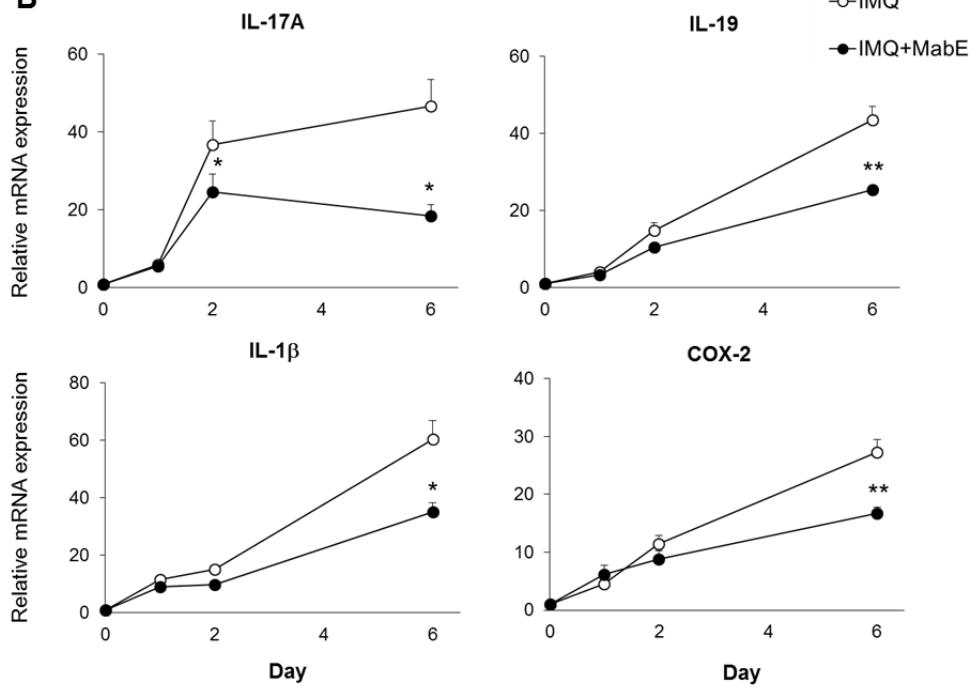 B
IMQ
IMQ+MabE
IL-17A
Relative mRNA expression
60
40
20
0
0 2 4 6
*
*
IL-19
60
40
20
0
0 2 4 6
**
IL-1β
Relative mRNA expression
80
60
40
20
0
0 2 4 6
*
Day
COX-2
40
30
20
10
0
0 2 4 6
**
Day